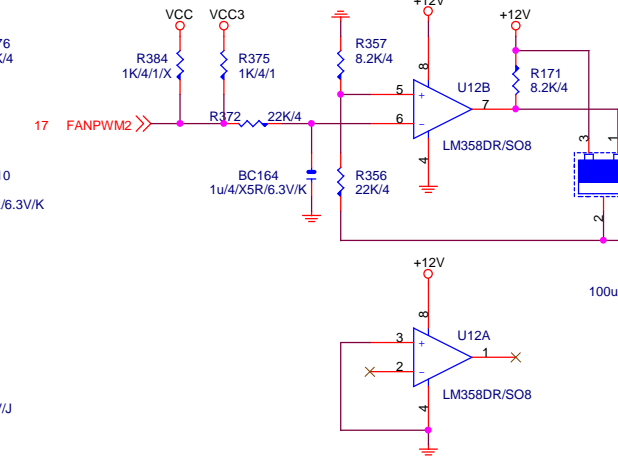 +12V
VCC
VCC3
+12V
76
R384
R375
R357
K/4
1K/4/1/X
1K/4/1
8.2K/4
8
U12B
R171
8.2K/4
5
+
7
3
1
17
FANPWM2
R372
22K/4
6
−
LM358DR/SO8
4
10
BC164
R356
1u/4/X5R/6.3V/K
22K/4
/6.3V/K
2
+12V
100u
8
U12A
3
+
1
2
−
LM358DR/SO8
4
//J